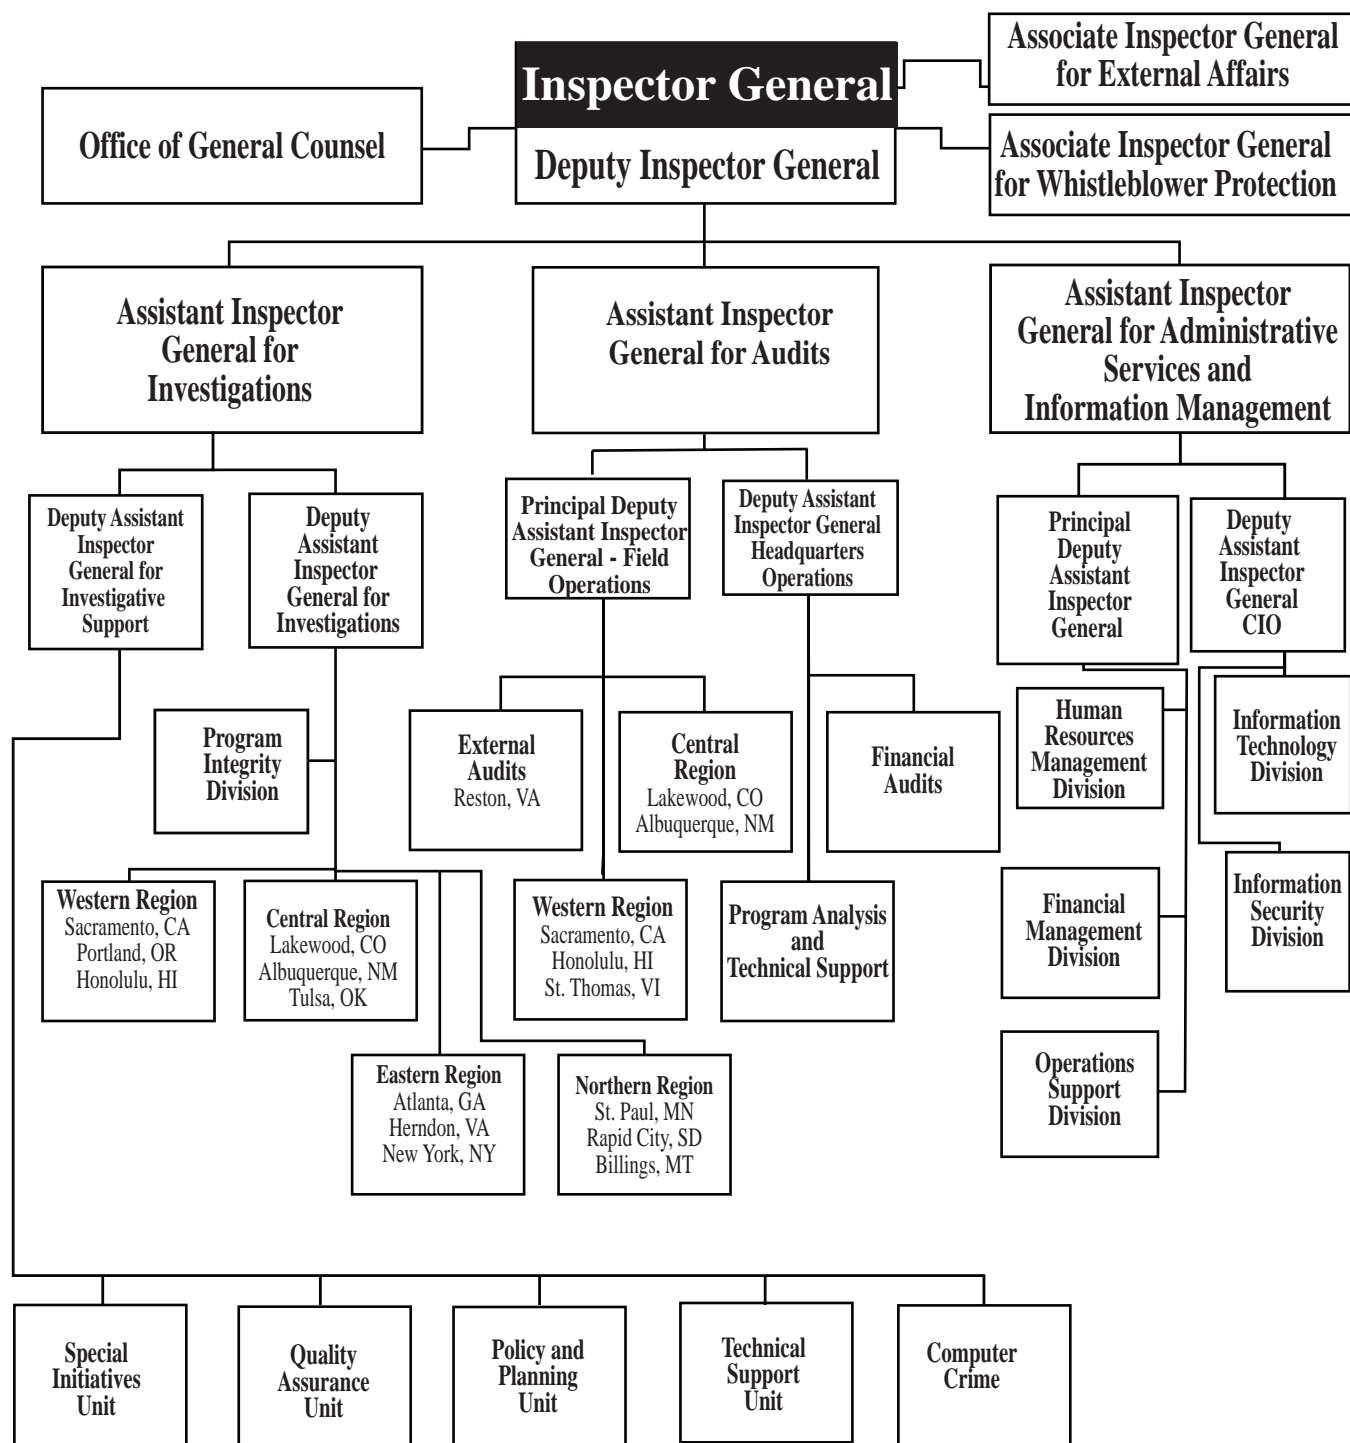 Inspector General
Deputy Inspector General
Associate Inspector General
for External Affairs
Office of General Counsel
Associate Inspector General
for Whistleblower Protection
Assistant Inspector
General for
Investigations
Assistant Inspector
General for Audits
Assistant Inspector
General for Administrative
Services and
Information Management
Deputy Assistant
Inspector
General for
Investigative
Support
Deputy
Assistant
Inspector
General for
Investigations
Principal Deputy
Assistant Inspector
General - Field
Operations
Deputy Assistant
Inspector General
Headquarters
Operations
Principal
Deputy
Assistant
Inspector
General
Deputy
Assistant
Inspector
General
CIO
Program
Integrity
Division
External
Audits
Reston, VA
Central
Region
Lakewood, CO
Albuquerque, NM
Financial
Audits
Human
Resources
Management
Division
Information
Technology
Division
Western Region
Sacramento, CA
Portland, OR
Honolulu, HI
Central Region
Lakewood, CO
Albuquerque, NM
Tulsa, OK
Western Region
Sacramento, CA
Honolulu, HI
St. Thomas, VI
Program Analysis
and
Technical Support
Financial
Management
Division
Information
Security
Division
Eastern Region
Atlanta, GA
Herndon, VA
New York, NY
Northern Region
St. Paul, MN
Rapid City, SD
Billings, MT
Operations
Support
Division
Special
Initiatives
Unit
Quality
Assurance
Unit
Policy and
Planning
Unit
Technical
Support
Unit
Computer
Crime